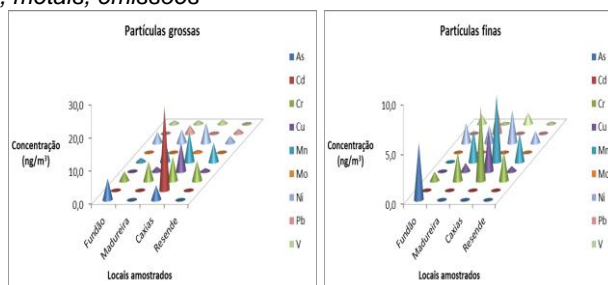 , metais, emissões
Partículas grossas
30,0
20,0
10,0
0,0
Concentração
(ng/m³)
Fundão
Madureira
Caxias
Resende
Locais amostrados
As
Cd
Cr
Cu
Mn
Mo
Ni
Pb
V
Partículas finas
10,0
5,0
0,0
Concentração
(ng/m³)
Fundão
Madureira
Caxias
Resende
Locais amostrados
As
Cd
Cr
Cu
Mn
Mo
Ni
Pb
V